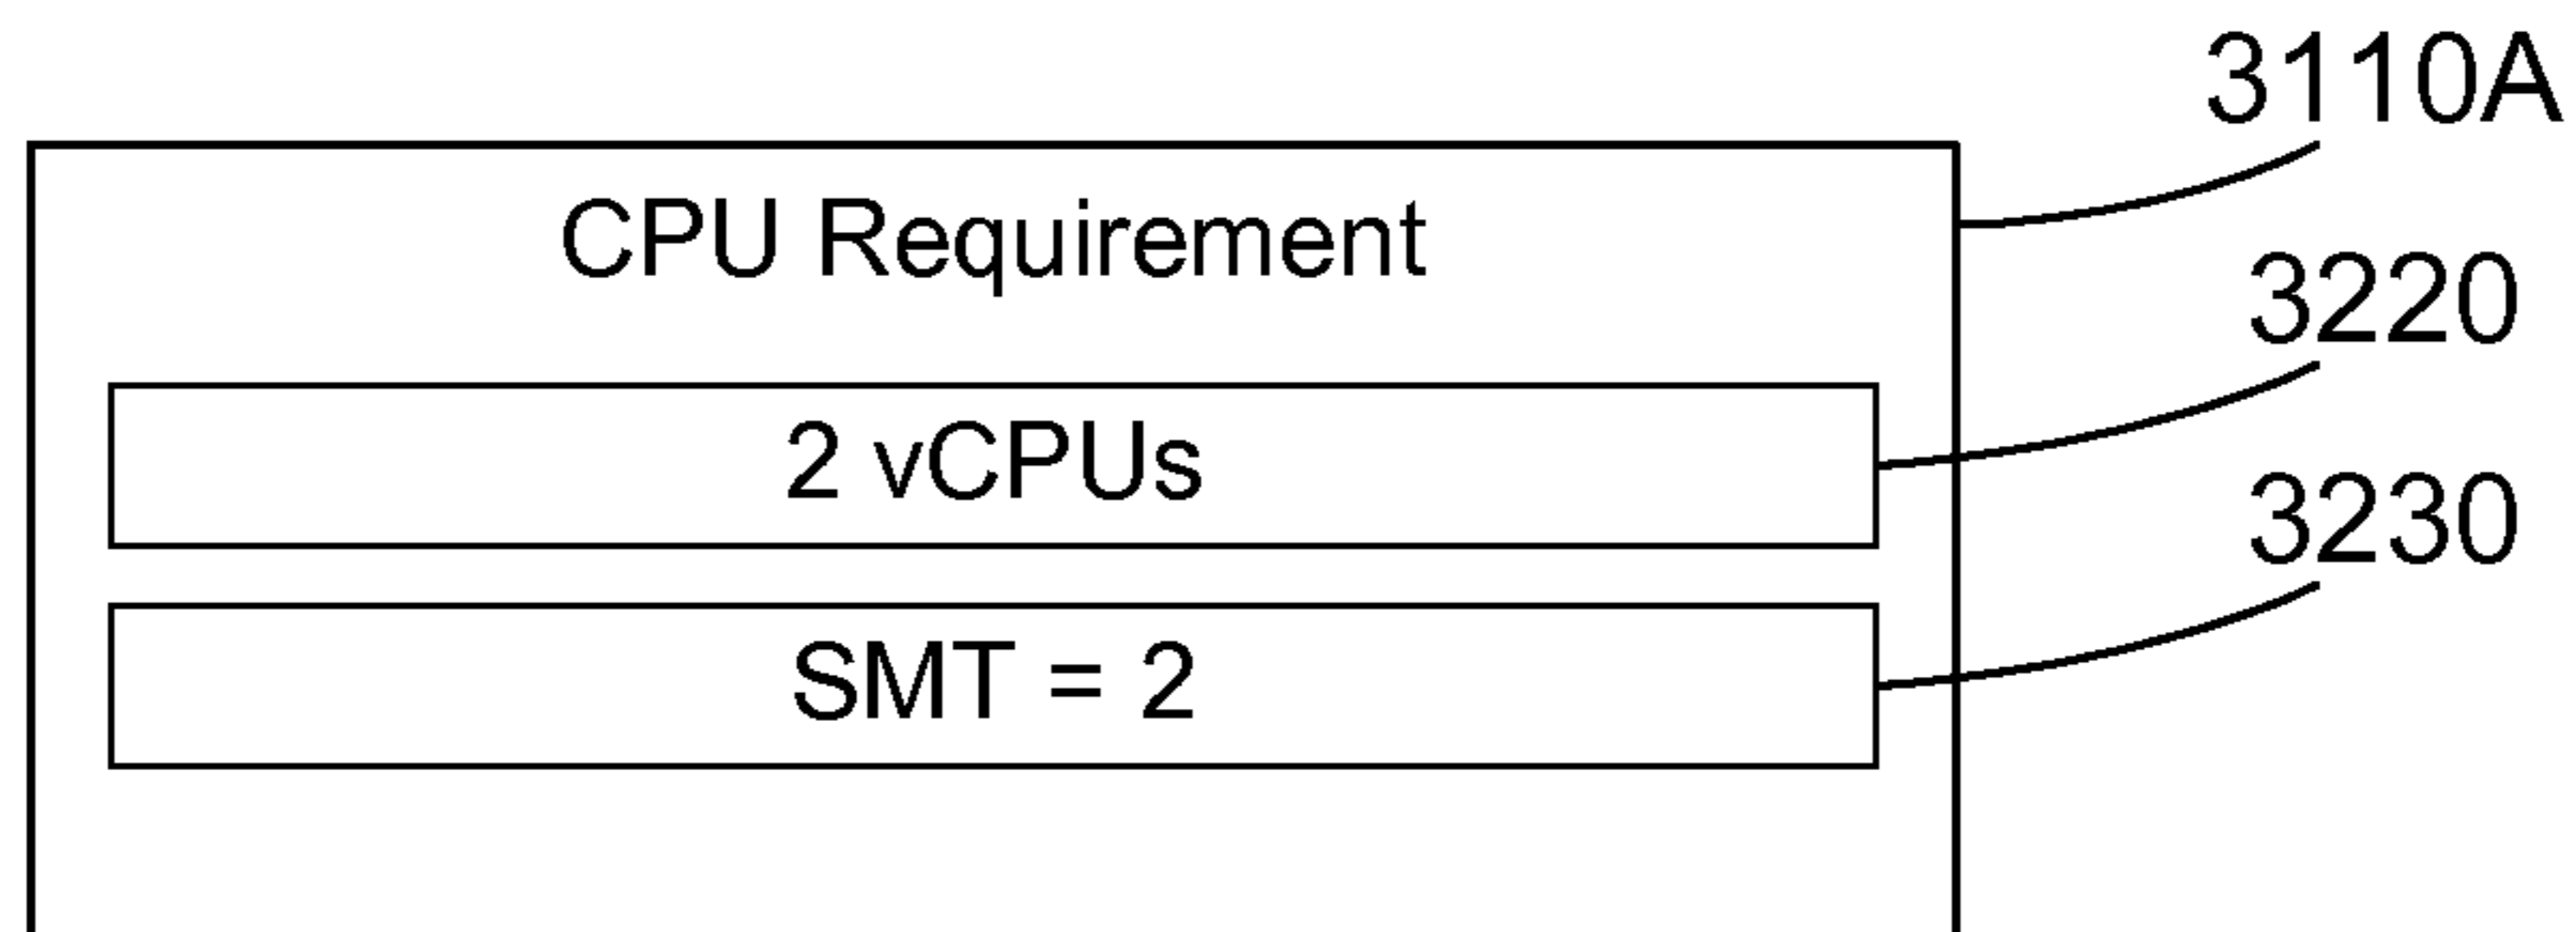 3110A
CPU Requirement
3220
2 vCPUs
3230
SMT = 2